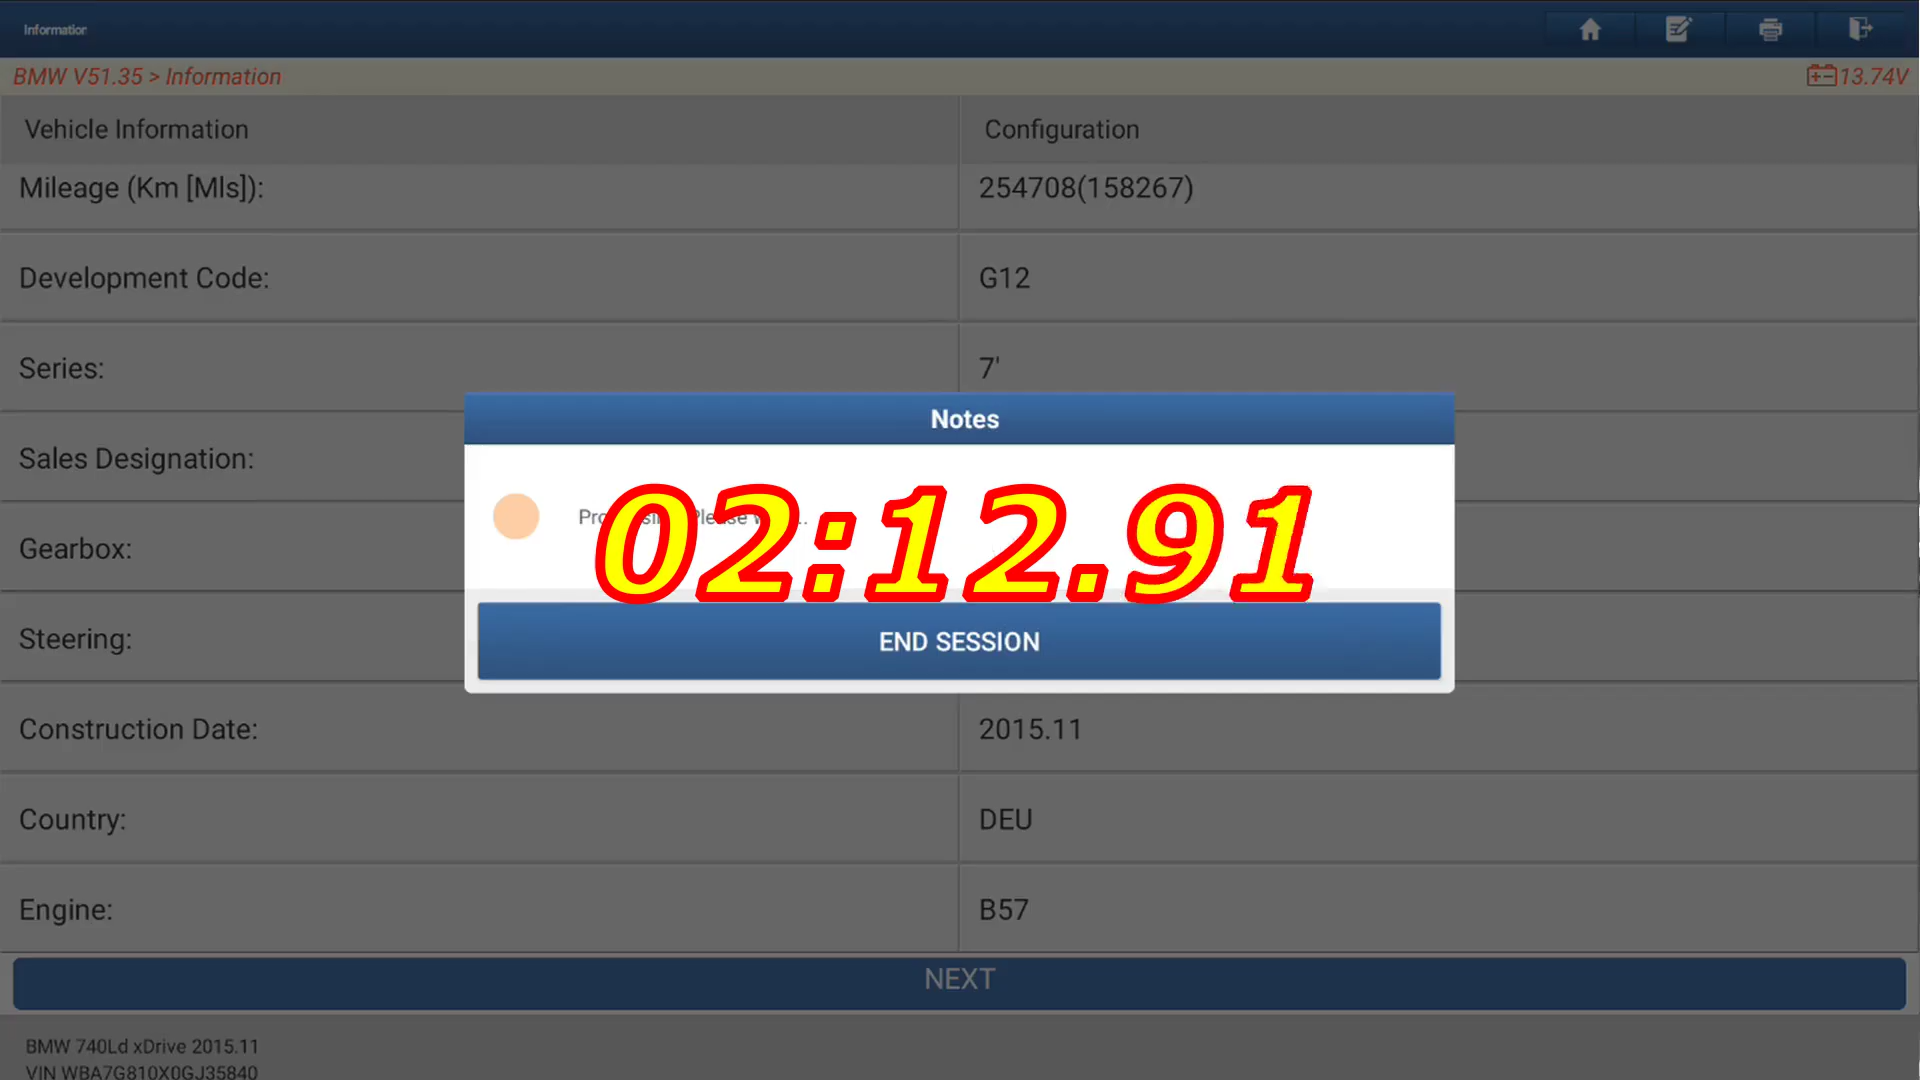 Information
BMW V51.35 > Information
13.74V
Vehicle Information
Configuration
Mileage (Km [Mls]):
254708(158267)
Development Code:
G12
Series:
7'
Sales Designation:
Gearbox:
Steering:
Construction Date:
2015.11
Country:
DEU
Engine:
B57
Notes
02:12.91
END SESSION
NEXT
BMW 740Ld xDrive 2015.11
VIN WBA7G810X0GJ35840